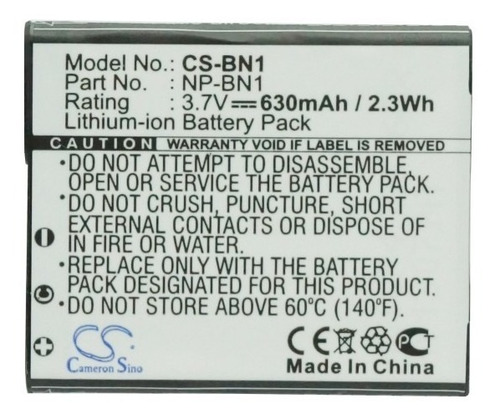 Model No.: CS-BN1
Part No.: NP-BN1
Rating : 3.7V 630mAh / 2.3Wh
Lithium-ion Battery Pack
CAUTION WARRANTY VOID IF LABEL IS REMOVED
•DO NOT ATTEMPT TO DISASSEMBLE,
OPEN OR SERVICE THE BATTERY PACK.
•DO NOT CRUSH, PUNCTURE, SHORT
EXTERNAL CONTACTS OR DISPOSE OF
IN FIRE OR WATER.
•REPLACE THE BATTERY PACK ONLY
WITH DESIGNATED BATTERY PACK.
•DO NOT STORE ABOVE 60°C (140°F).
CS
Cameron Sino
CE
Made In China